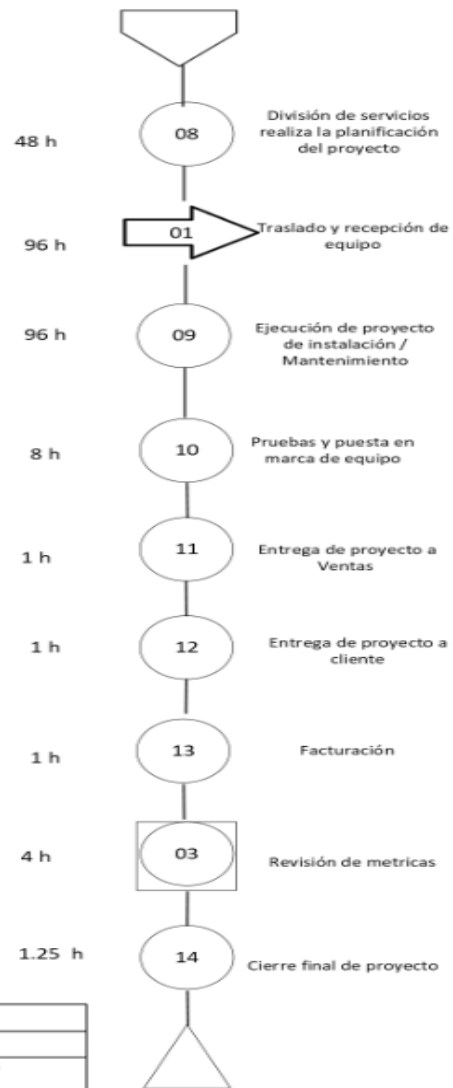 08
División de servicios
realiza la planificación
del proyecto
48 h
01
Traslado y recepción de
equipo
96 h
09
Ejecución de proyecto
de instalación /
Mantenimiento
96 h
10
Pruebas y puesta en
marca de equipo
8 h
11
Entrega de proyecto a
Ventas
1 h
12
Entrega de proyecto a
cliente
1 h
13
Facturación
1 h
03
Revisión de metricas
4 h
14
Cierre final de proyecto
1.25 h